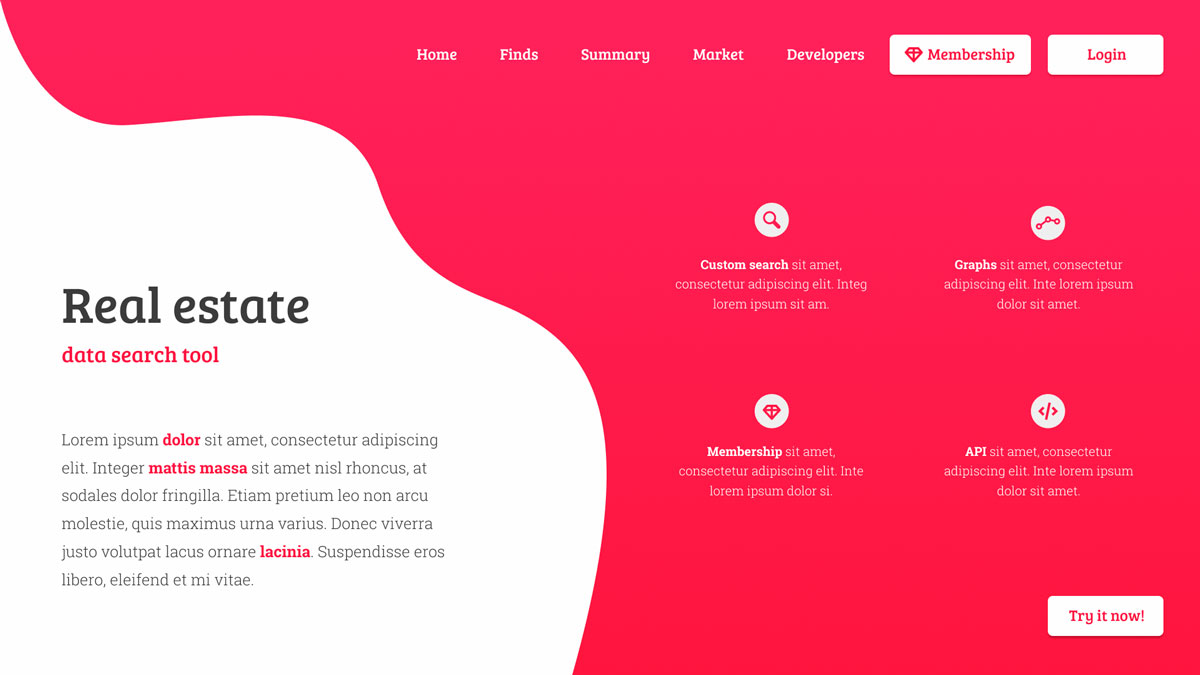 Home Finds Summary Market Developers Membership Login
Real estate
data search tool
Lorem ipsum dolor sit amet, consectetur adipiscing
elit. Integer mattis massa sit amet nisl rhoncus, at
sodales dolor fringilla. Etiam pretium leo non arcu
molestie, quis maximus urna varius. Donec viverra
justo volutpat lacus ornare lacinia. Suspendisse eros
libero, eleifend et mi vitae.
Custom search sit amet,
consectetur adipiscing elit. Integ
lorem ipsum sit am.
Graphs sit amet, consectetur
adipiscing elit. Inte lorem ipsum
dolor sit amet.
Membership sit amet,
consectetur adipiscing elit. Inte
lorem ipsum dolor si.
API sit amet, consectetur
adipiscing elit. Inte lorem ipsum
dolor sit amet.
Try it now!